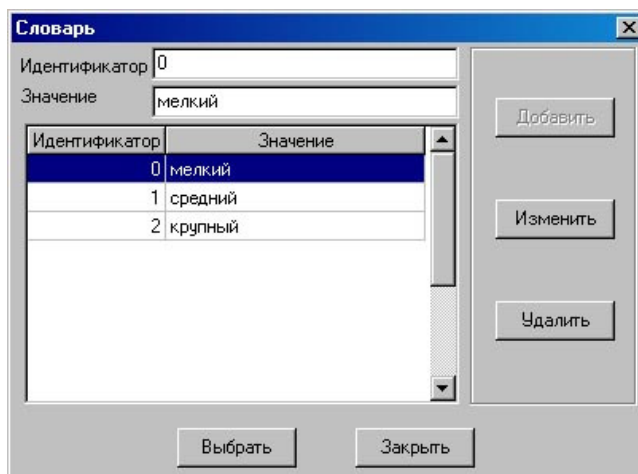 Словарь
Идентификатор 0
Значение мелкий
Добавить
Идентификатор Значение
0 мелкий
1 средний
2 крупный
Изменить
Удалить
Выбрать Закрыть